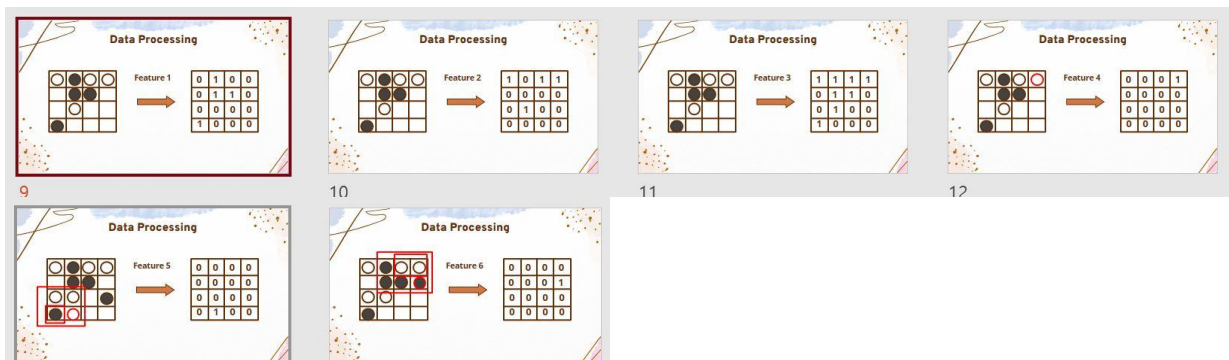 Data Processing
Feature 1
0 1 0 0
0 1 1 0
0 0 0 0
1 0 0 0
9
Data Processing
Feature 2
1 0 1 1
0 0 0 0
0 1 0 0
0 0 0 0
10
Data Processing
Feature 3
1 1 1 1
0 1 1 0
0 1 0 0
1 0 0 0
11
Data Processing
Feature 4
0 0 0 1
0 0 0 0
0 0 0 0
0 0 0 0
12
Data Processing
Feature 5
0 0 0 0
0 0 0 0
0 0 0 0
0 1 0 0
Data Processing
Feature 6
0 0 0 0
0 0 0 1
0 0 0 0
0 0 0 0